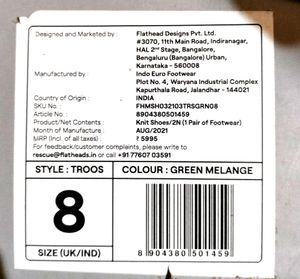 Designed and Marketed by : Flathead Designs Pvt. Ltd.
#3070, 11th Main Road, Indiranagar,
HAL 2nd Stage, Bangalore,
Bengaluru (Bangalore) Urban,
Karnataka - 560008
Manufactured by : Indo Euro Footwear
Plot No. 4, Waryana Industrial Complex
Kapurthala Road, Jalandhar - 144021
Country of Origin : INDIA
SKU No. : FHMSH032103TRSGRN08
Article No. : 8904380501459
Product/Net Contents : Knit Shoes/2N (1 Pair of Footwear)
Month of Manufacture : AUG/2021
MRP (Incl. of all taxes) : ₹ 5995
For feedback/customer complaints, please write to
rescue@flatheads.in or call +91 77607 03591
STYLE : TROOS
COLOUR : GREEN MELANGE
8
SIZE (UK/IND)
8 904380 501459